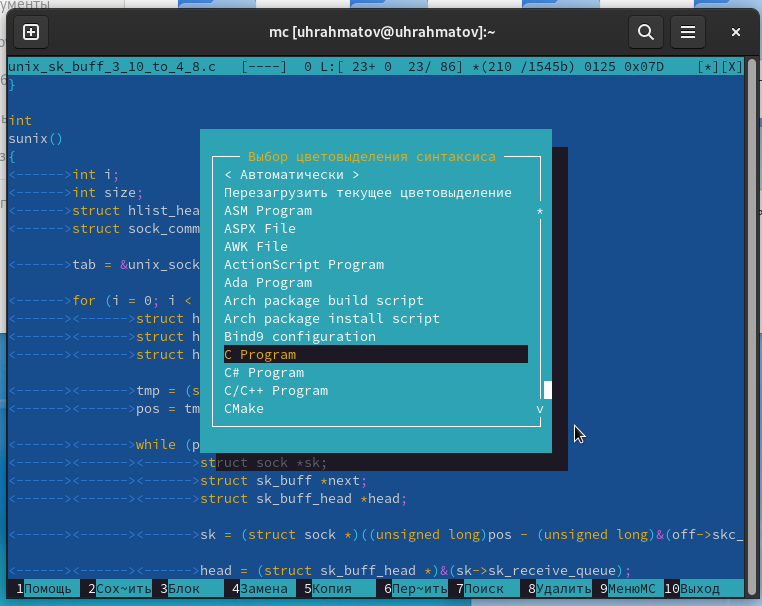 ументы
mc [uhrahmatov@uhrahmatov]:~
unix_sk_buff_3_10_to_4_8.c   [----]  0 L:[ 23+ 0  23/ 86] *(210 /1545b) 0125 0x07D    [*][X]
}
int
sunix()
{
<------>int i;
<------>int size;
<------>struct hlist_hea
<------>struct sock_comm
<------>tab = &unix_sock
<------>for (i = 0; i <
<------><------>struct h
<------><------>struct h
<------><------>struct h
<------><------>tmp = (s
<------><------>pos = tm
<------><------>while (p
<------><------><------>struct sock *sk;
<------><------><------>struct sk_buff *next;
<------><------><------>struct sk_buff_head *head;
<------><------><------>sk = (struct sock *)((unsigned long)pos - (unsigned long)&(off->skc_
<------><------><------>head = (struct sk_buff_head *)&(sk->sk_receive_queue);
Выбор цветовыделения синтаксиса
< Автоматически >
Перезагрузить текущее цветовыделение
ASM Program
ASPX File
AWK File
ActionScript Program
Ada Program
Arch package build script
Arch package install script
Bind9 configuration
C Program
C# Program
C/C++ Program
CMake
1Помощь 2Сох~ить 3Блок 4Замена 5Копия 6Пер~ить 7Поиск 8Удалить 9МенюMC 10Выход